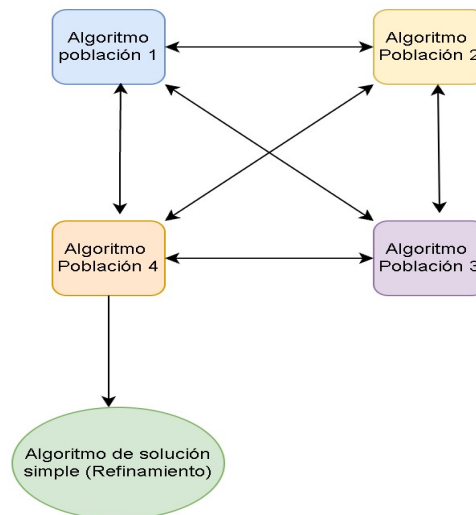 Algoritmo
población 1
Algoritmo
Población 2
Algoritmo
Población 4
Algoritmo
Población 3
Algoritmo de solución
simple (Refinamiento)